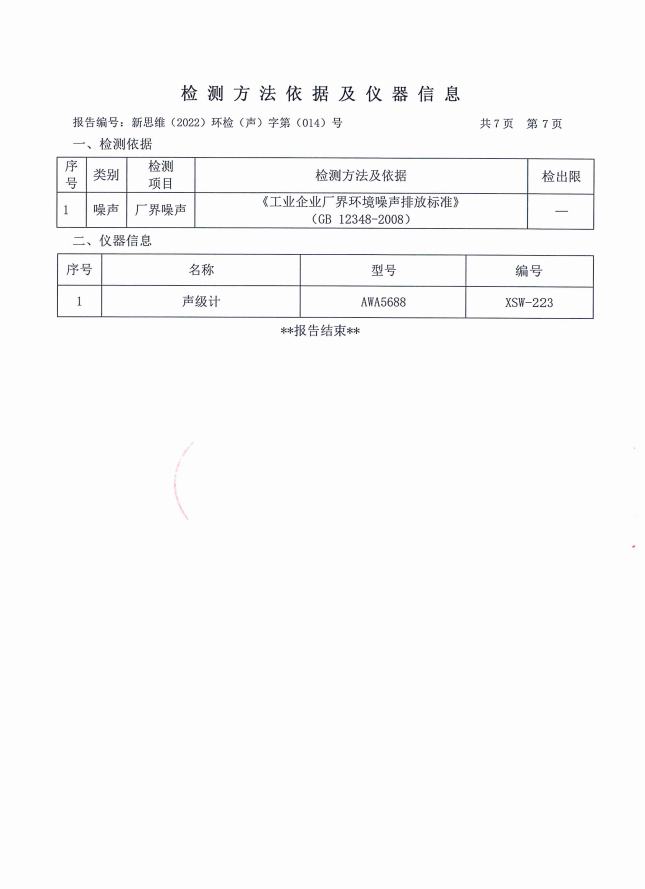 检测方法依据及仪器信息
报告编号：新思维（2022）环检（声）字第（014）号 共7页 第7页
一、检测依据
序号 类别 检测项目 检测方法及依据 检出限
1 噪声 厂界噪声 《工业企业厂界环境噪声排放标准》（GB 12348-2008） —
二、仪器信息
序号 名称 型号 编号
1 声级计 AWA5688 XSW-223
**报告结束**